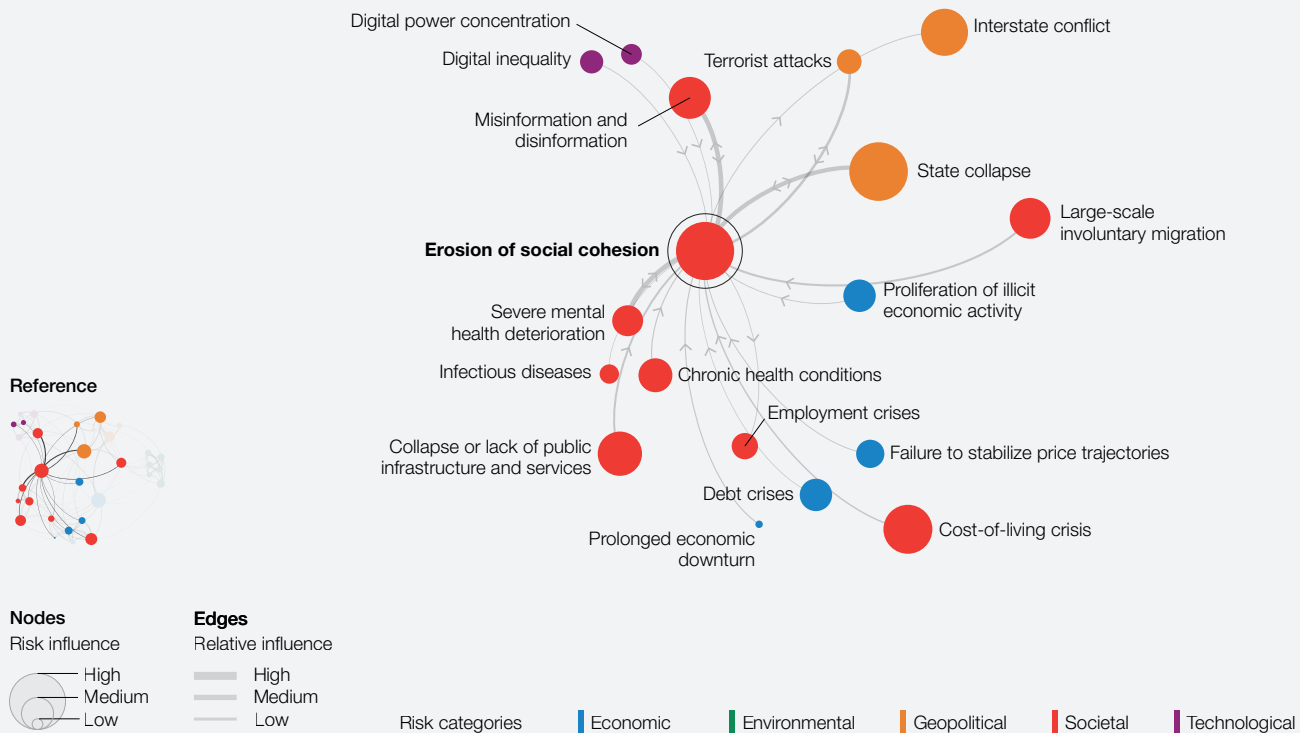 Digital power concentration
Interstate conflict
Digital inequality
Terrorist attacks
Misinformation and
disinformation
State collapse
Large-scale
involuntary migration
Erosion of social cohesion
Proliferation of illicit
economic activity
Severe mental
health deterioration
Infectious diseases
Chronic health conditions
Reference
Employment crises
Collapse or lack of public
infrastructure and services
Failure to stabilize price trajectories
Debt crises
Prolonged economic
downturn
Cost-of-living crisis
Nodes
Risk influence
High
Medium
Low
Edges
Relative influence
High
Medium
Low
Risk categories
Economic
Environmental
Geopolitical
Societal
Technological